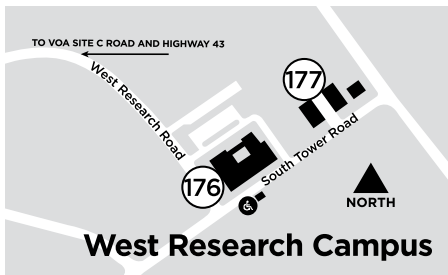 TO VOA SITE C ROAD AND HIGHWAY 43
West Research Road
177
South Tower Road
176
NORTH
West Research Campus